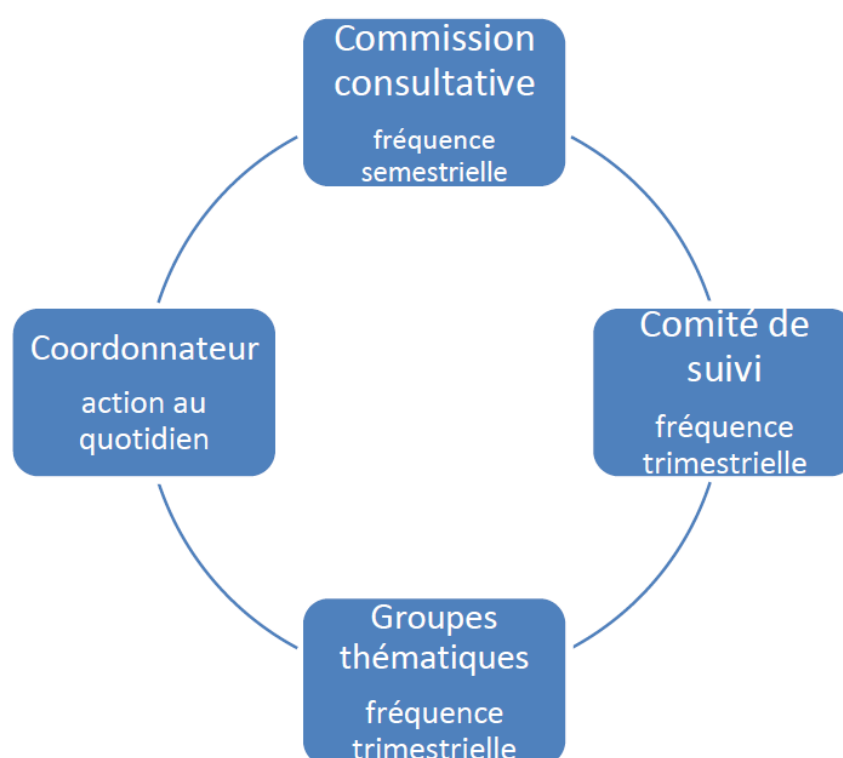 Commission
consultative
fréquence
semestrielle
Coordonnateur
action au
quotidien
Comité de
suivi
fréquence
trimestrielle
Groupes
thématiques
fréquence
trimestrielle